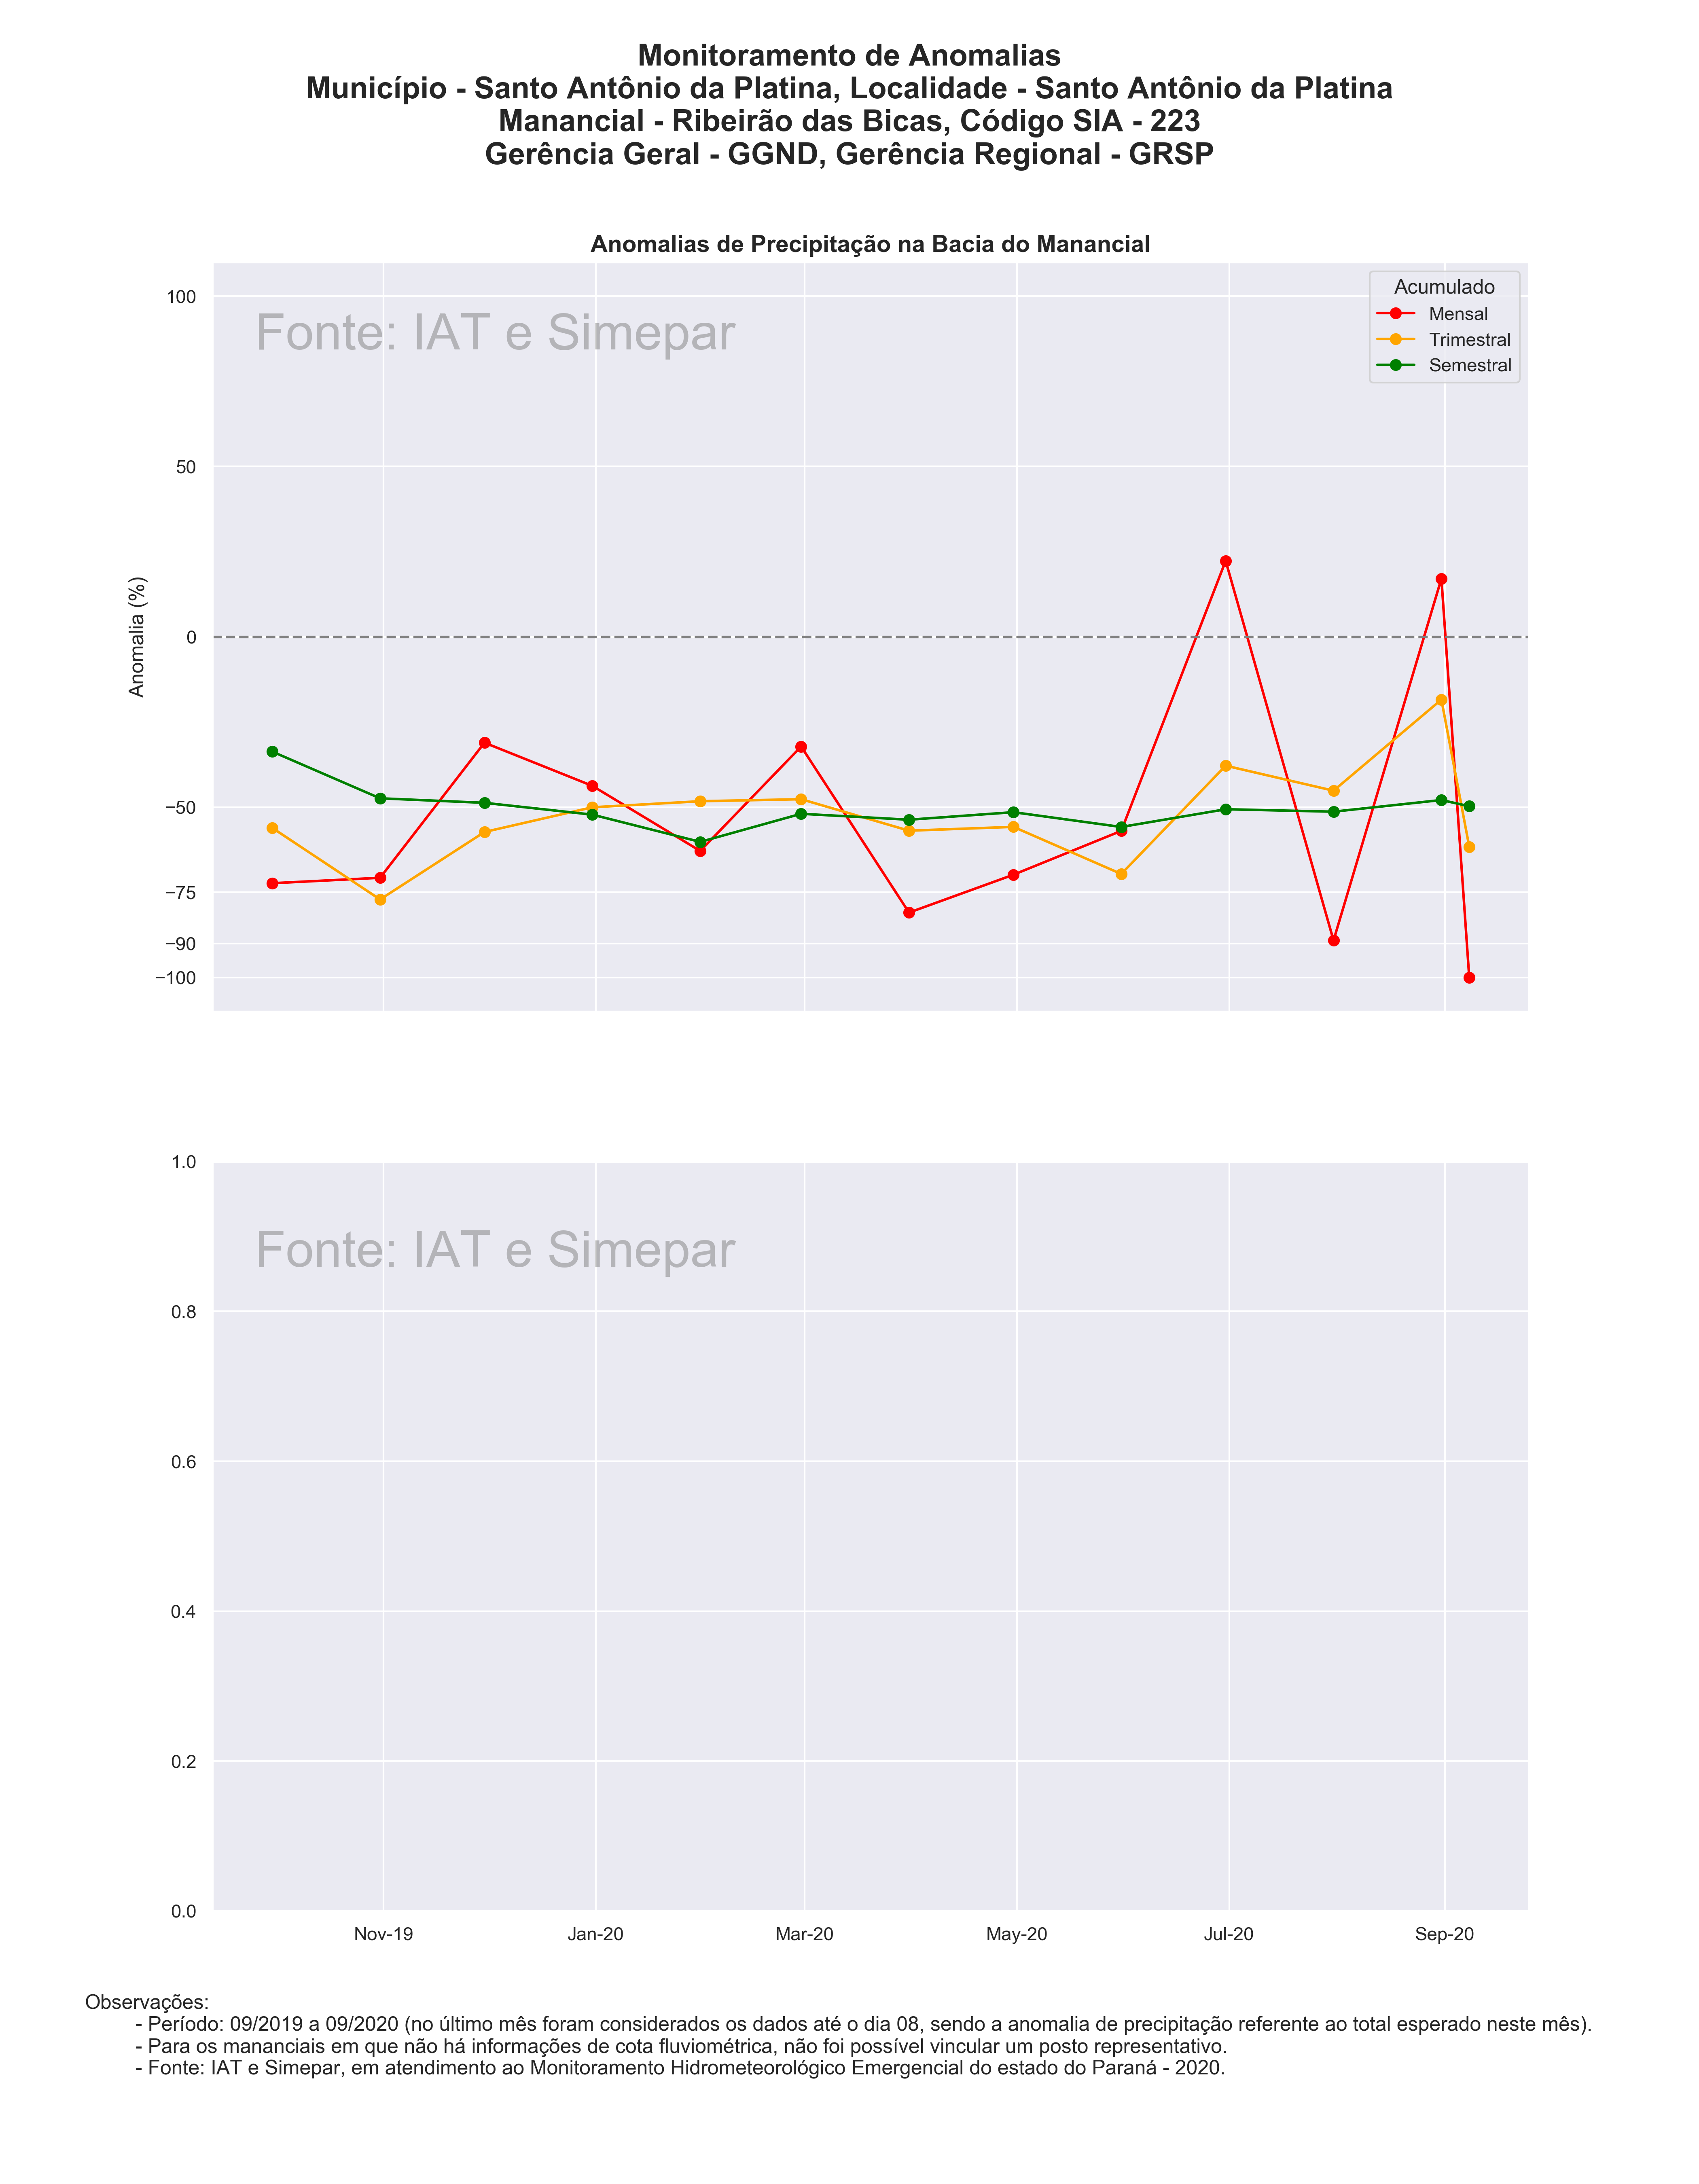 Monitoramento de Anomalias
Município - Santo Antônio da Platina, Localidade - Santo Antônio da Platina
Manancial - Ribeirão das Bicas, Código SIA - 223
Gerência Geral - GGND, Gerência Regional - GRSP
Anomalias de Precipitação na Bacia do Manancial
Fonte: IAT e Simepar
Acumulado
Mensal
Trimestral
Semestral
Anomalia (%)
100
50
0
−50
−75
−90
−100
Fonte: IAT e Simepar
1.0
0.8
0.6
0.4
0.2
0.0
Nov-19 Jan-20 Mar-20 May-20 Jul-20 Sep-20
Observações:
- Período: 09/2019 a 09/2020 (no último mês foram considerados os dados até o dia 08, sendo a anomalia de precipitação referente ao total esperado neste mês).
- Para os mananciais em que não há informações de cota fluviométrica, não foi possível vincular um posto representativo.
- Fonte: IAT e Simepar, em atendimento ao Monitoramento Hidrometeorológico Emergencial do estado do Paraná - 2020.